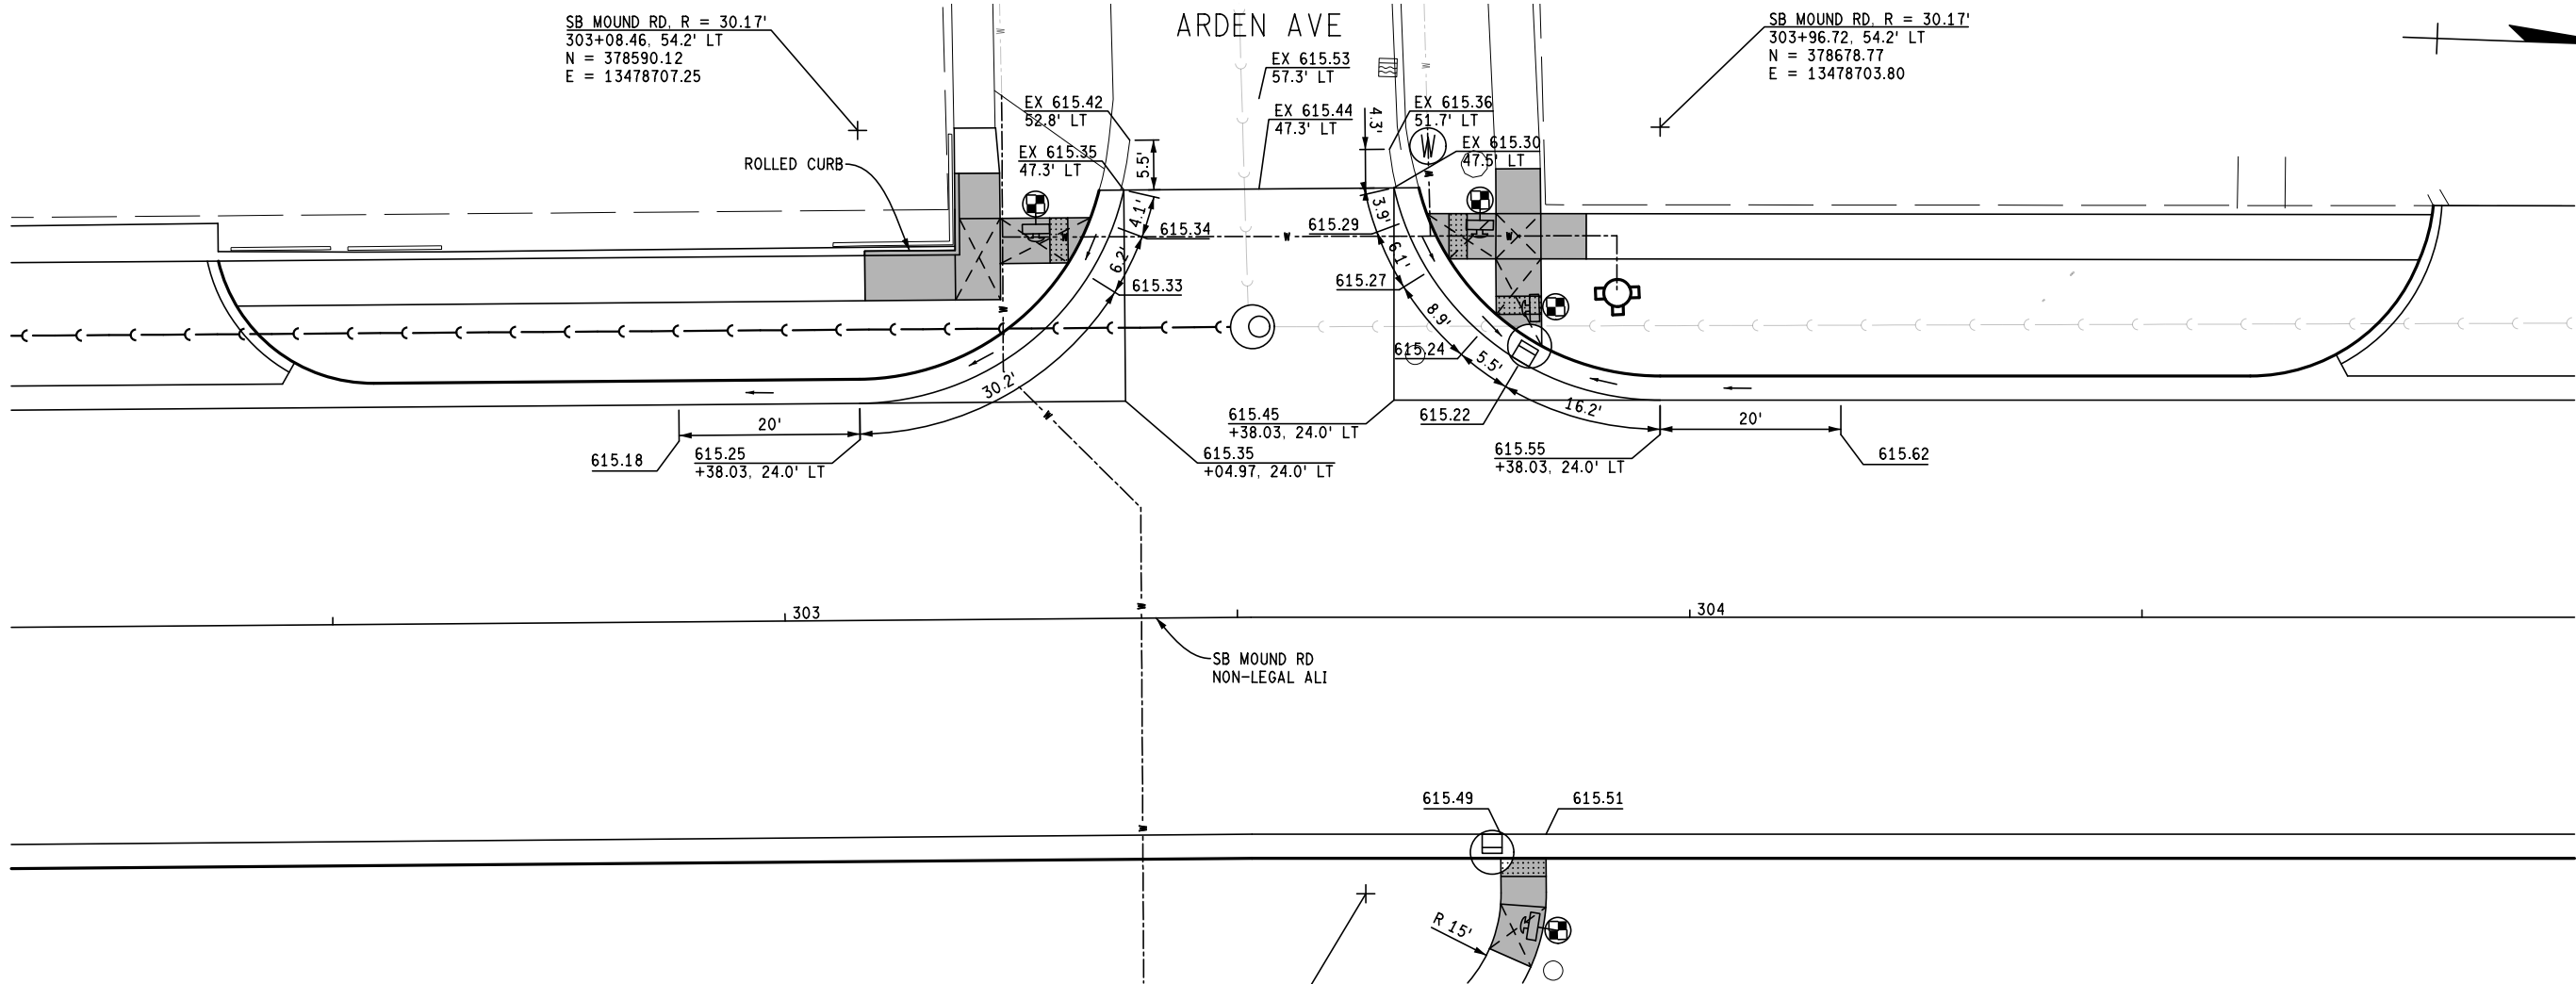 SB MOUND RD, R = 30.17'
303+08.46, 54.2' LT
N = 378590.12
E = 13478707.25
ARDEN AVE
SB MOUND RD, R = 30.17'
303+96.72, 54.2' LT
N = 378678.77
E = 13478703.80
EX 615.53
57.3' LT
EX 615.42
52.8' LT
EX 615.44
47.3' LT
EX 615.36
51.7' LT
4.3'
W
EX 615.35
47.3' LT
5.5'
EX 615.30
47.5' LT
ROLLED CURB
4.1'
615.34
615.29
3.9'
6.2'
615.33
615.27
6.1'
8.9'
615.24
5.5'
30.2'
16.2'
615.45
+38.03, 24.0' LT
615.22
20'
20'
615.18
615.25
+38.03, 24.0' LT
615.35
+04.97, 24.0' LT
615.55
+38.03, 24.0' LT
615.62
W
W
W
W
W
W
W
W
W
W
303
304
SB MOUND RD
NON-LEGAL ALI
615.49
615.51
R 15'